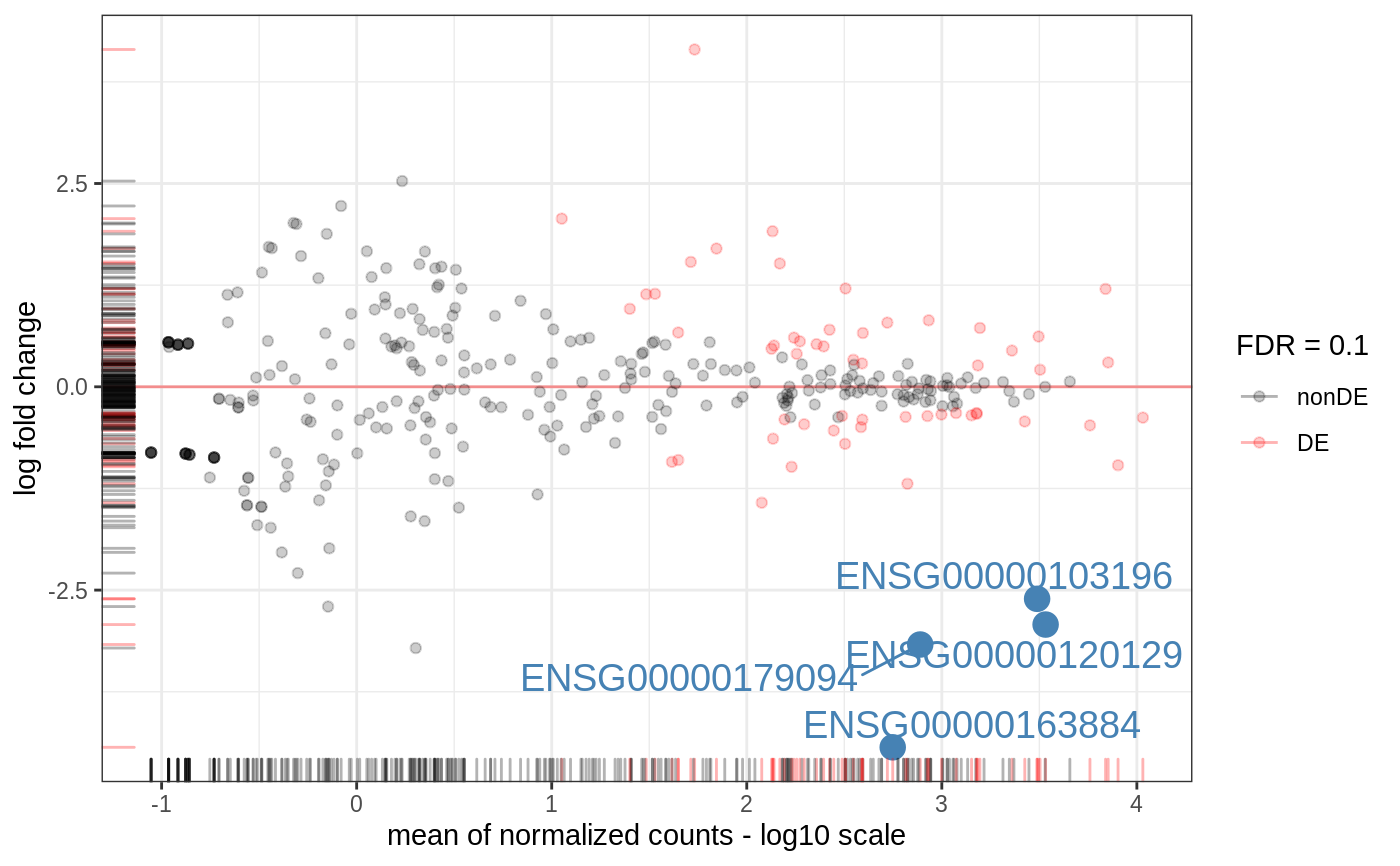 log fold change
2.5
0.0
-2.5
ENSG00000103196
ENSG00000120129
ENSG00000179094
ENSG00000163884
-1
0
1
2
3
4
mean of normalized counts - log10 scale
FDR = 0.1
nonDE
DE